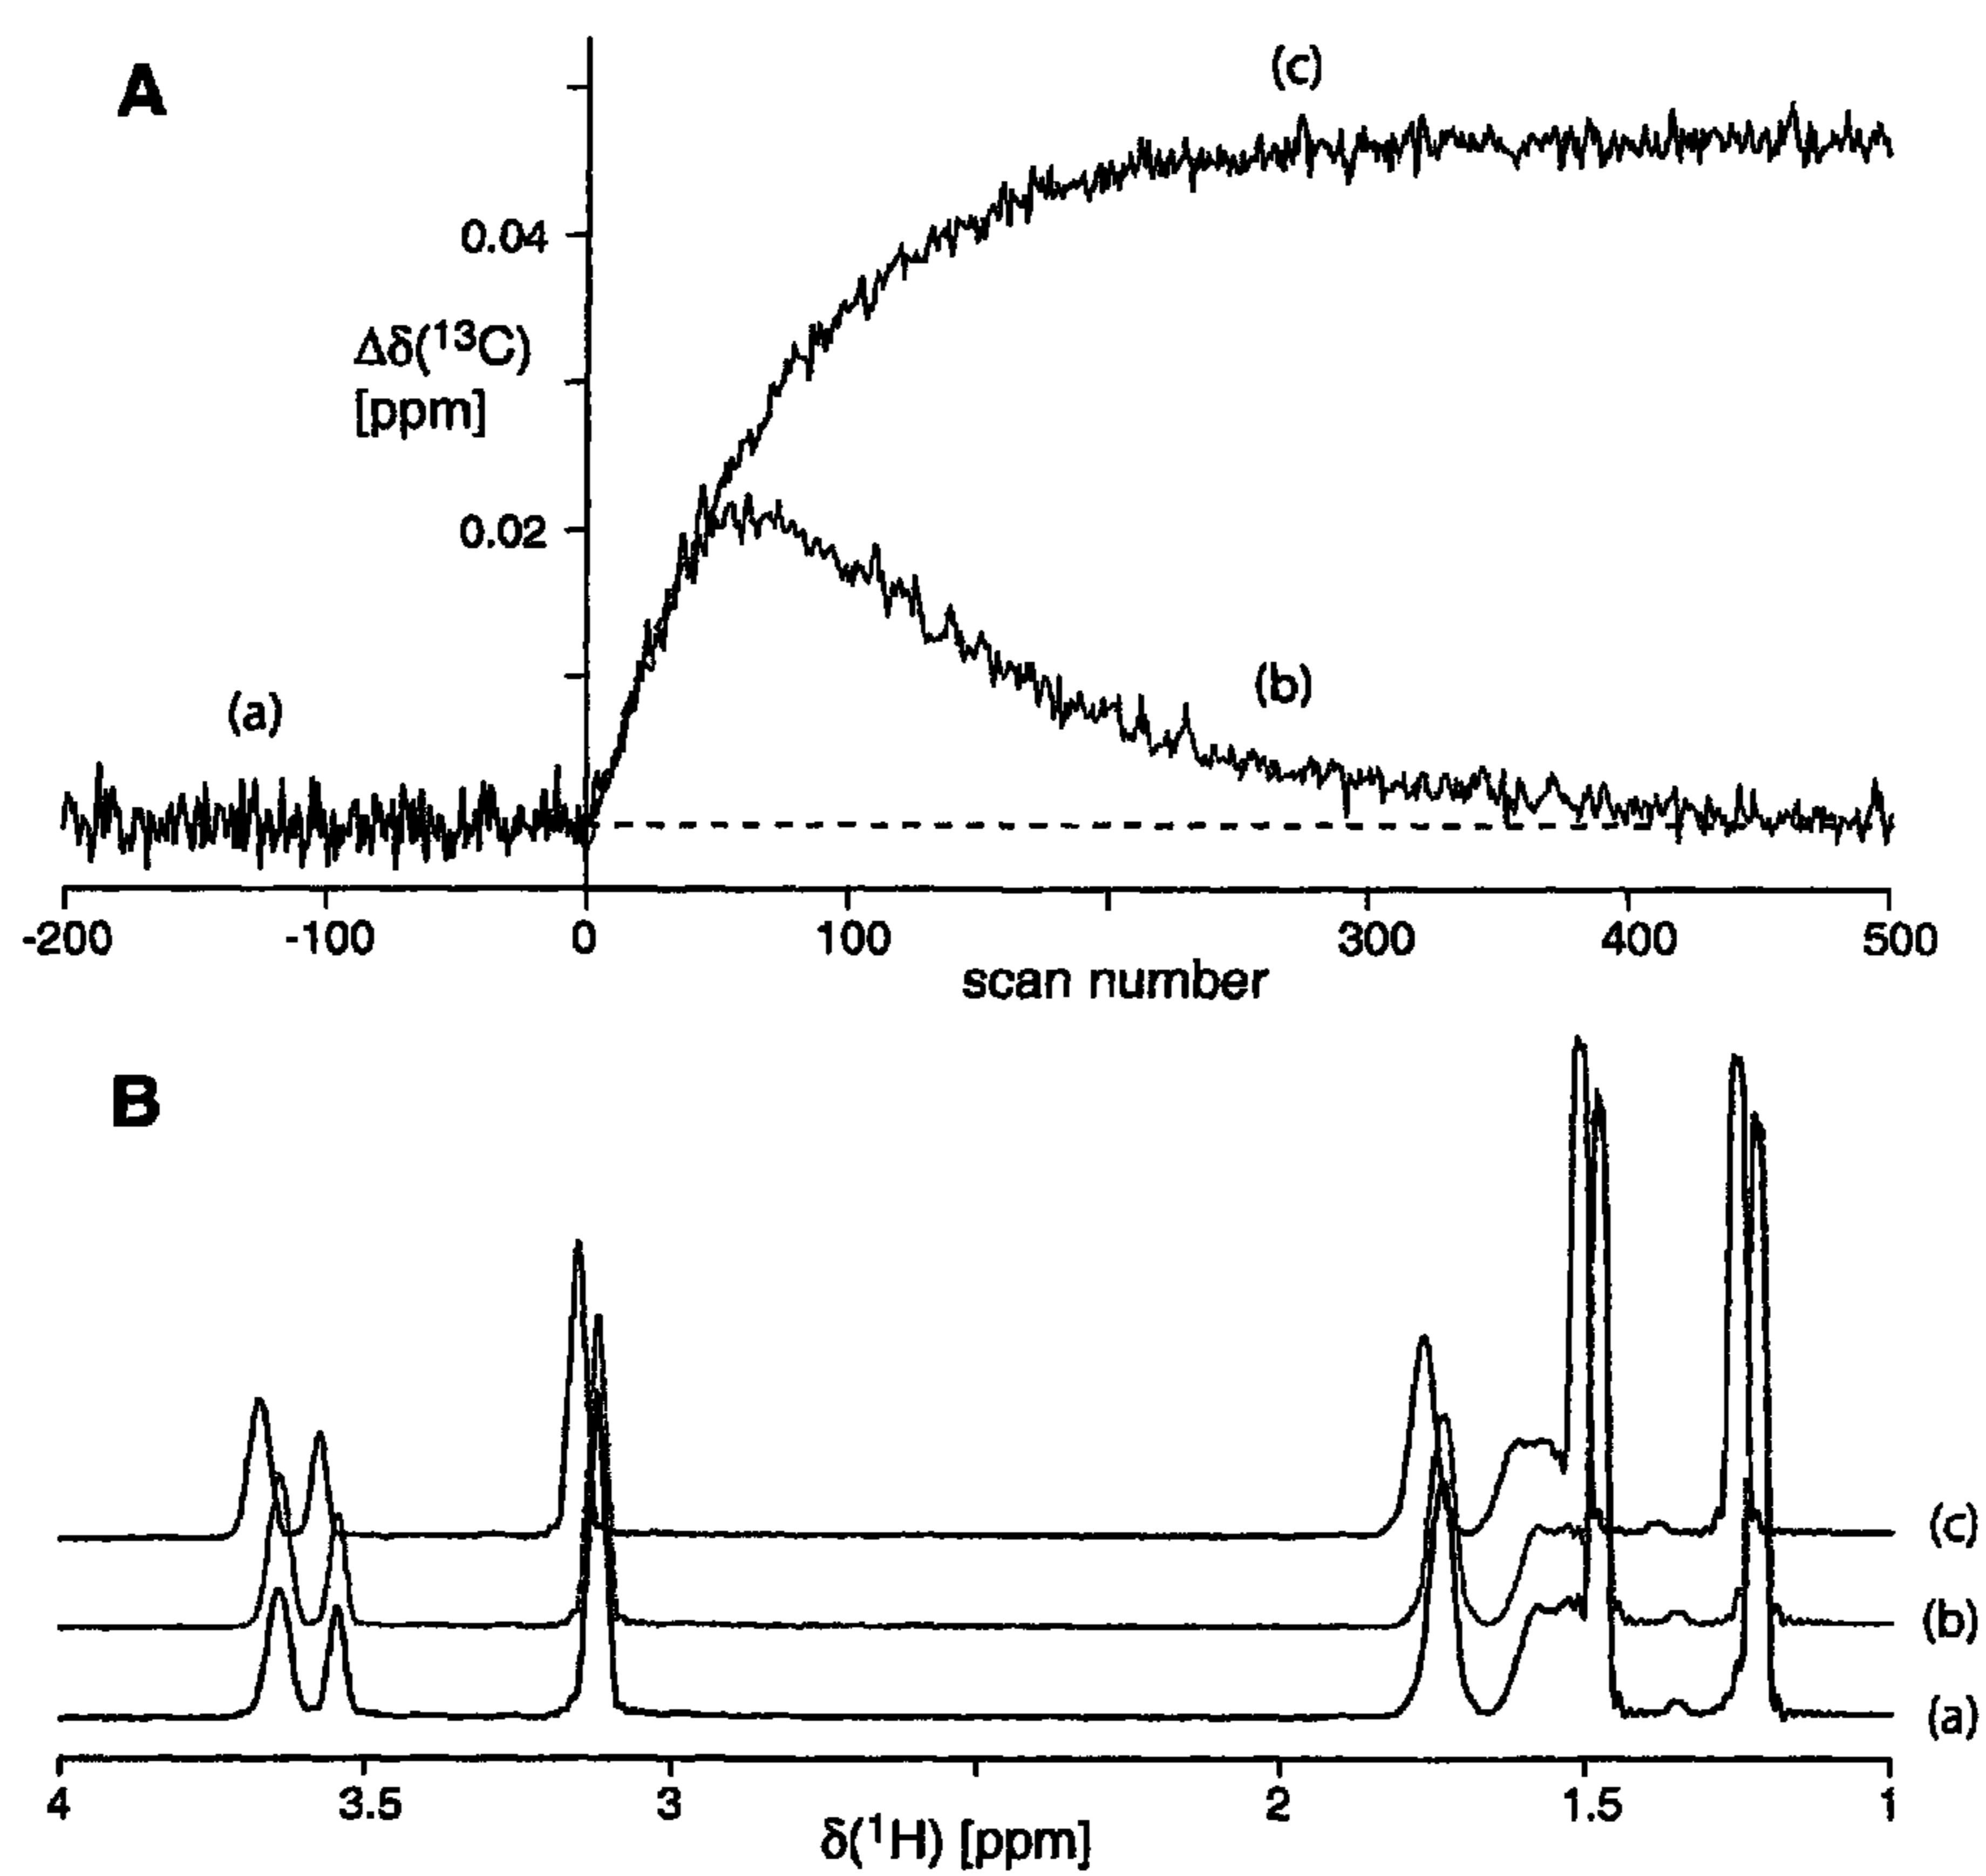 A
(c)
0.04
Δδ(¹³C)
[ppm]
0.02
(a)
(b)
-200 -100 0 100 300 400 500
scan number
B
(c)
(b)
(a)
4 3.5 3 2 1.5 1
δ(¹H) [ppm]